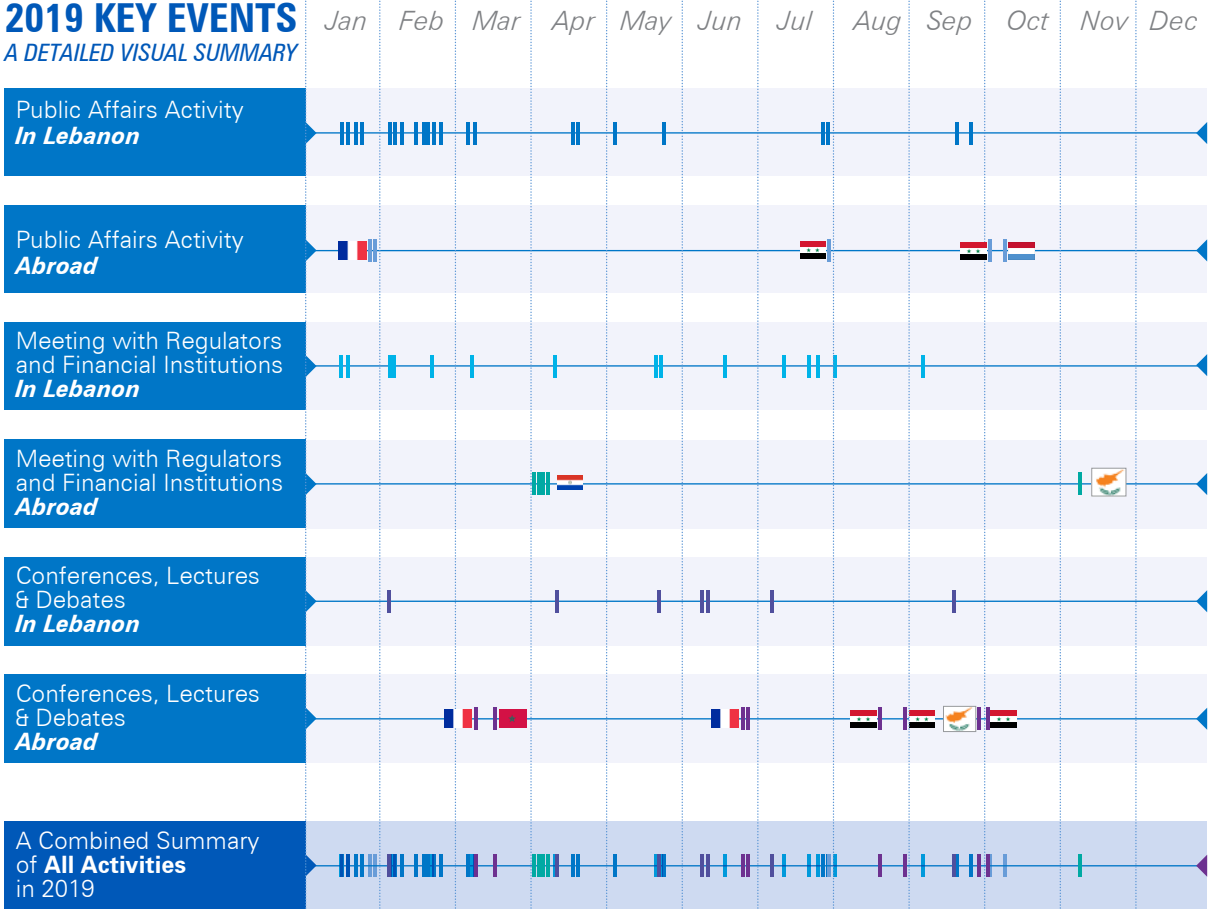 2019 KEY EVENTS
A DETAILED VISUAL SUMMARY
Jan Feb Mar Apr May Jun Jul Aug Sep Oct Nov Dec
Public Affairs Activity
In Lebanon
Public Affairs Activity
Abroad
Meeting with Regulators
and Financial Institutions
In Lebanon
Meeting with Regulators
and Financial Institutions
Abroad
Conferences, Lectures
& Debates
In Lebanon
Conferences, Lectures
& Debates
Abroad
A Combined Summary
of All Activities
in 2019